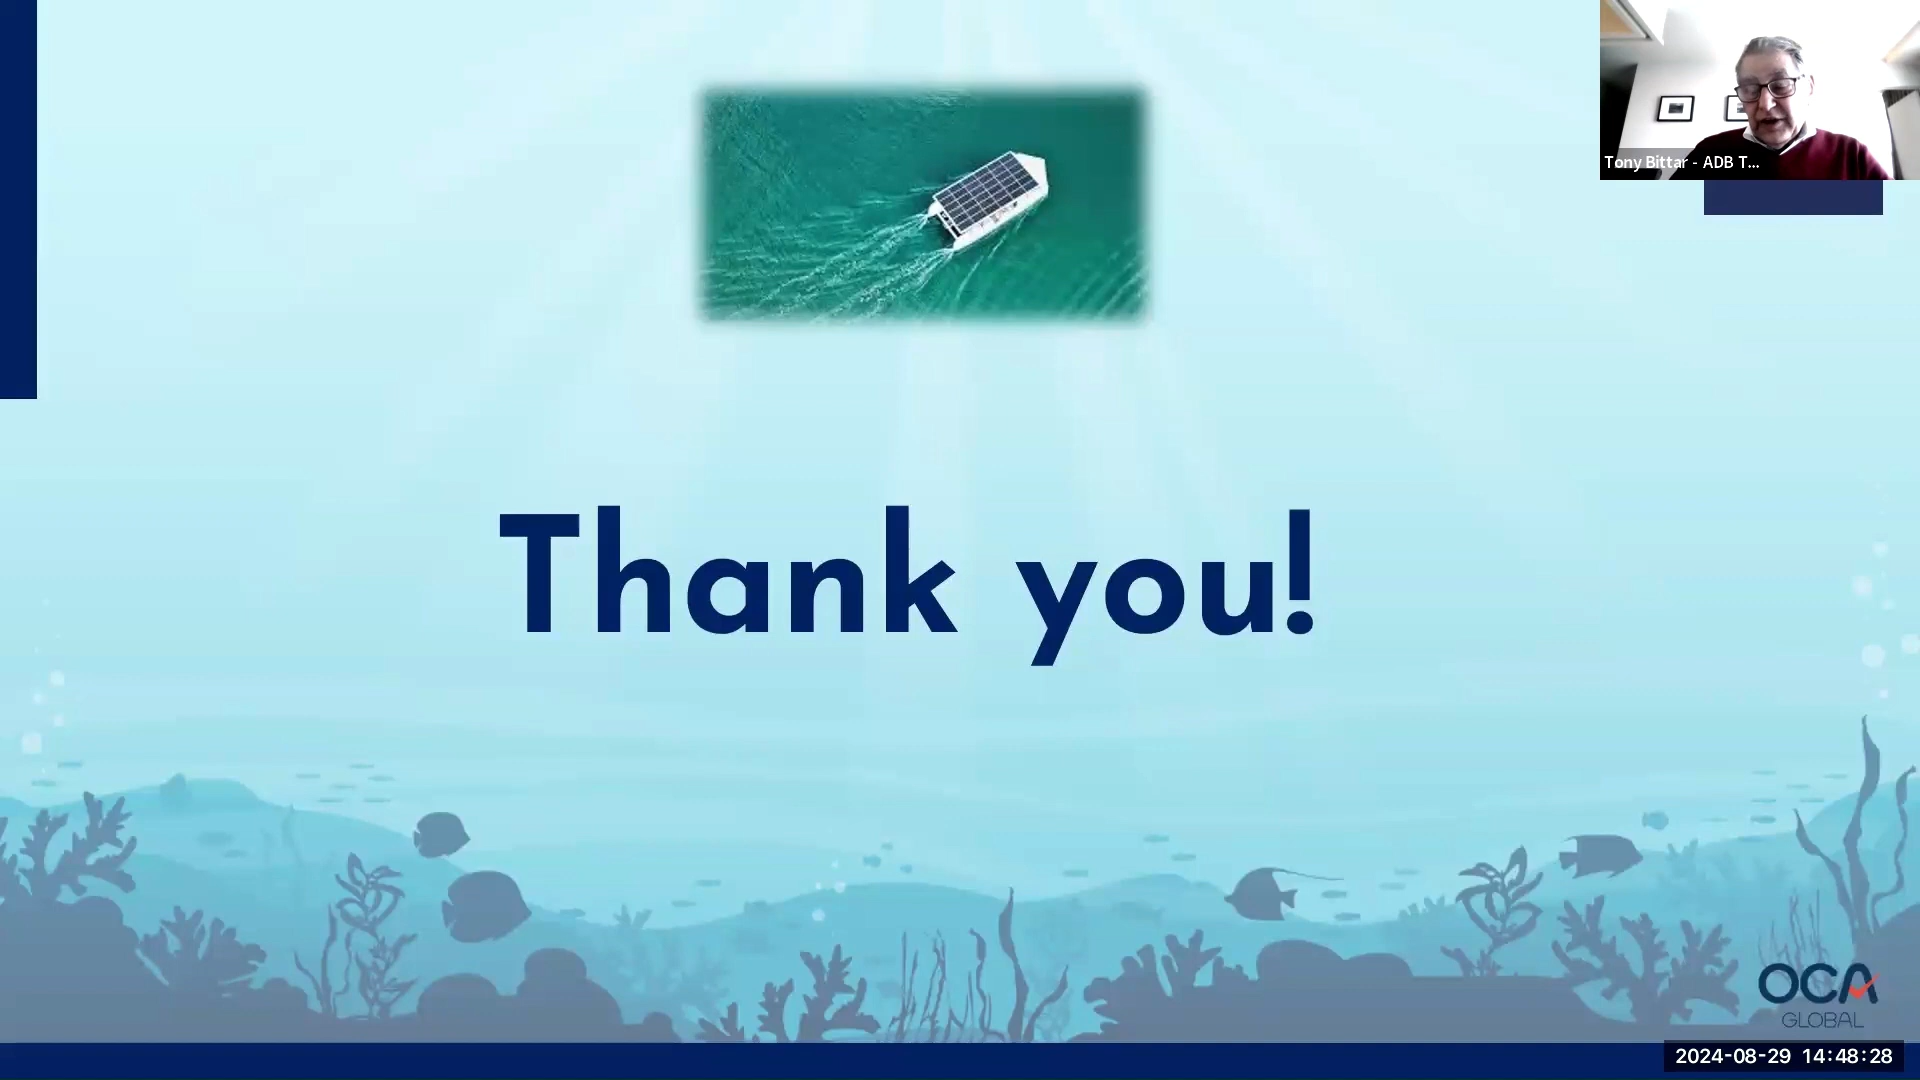 Tony Bittar - ADB T...
Thank you!
OCA
GLOBAL
2024-08-29 14:48:28